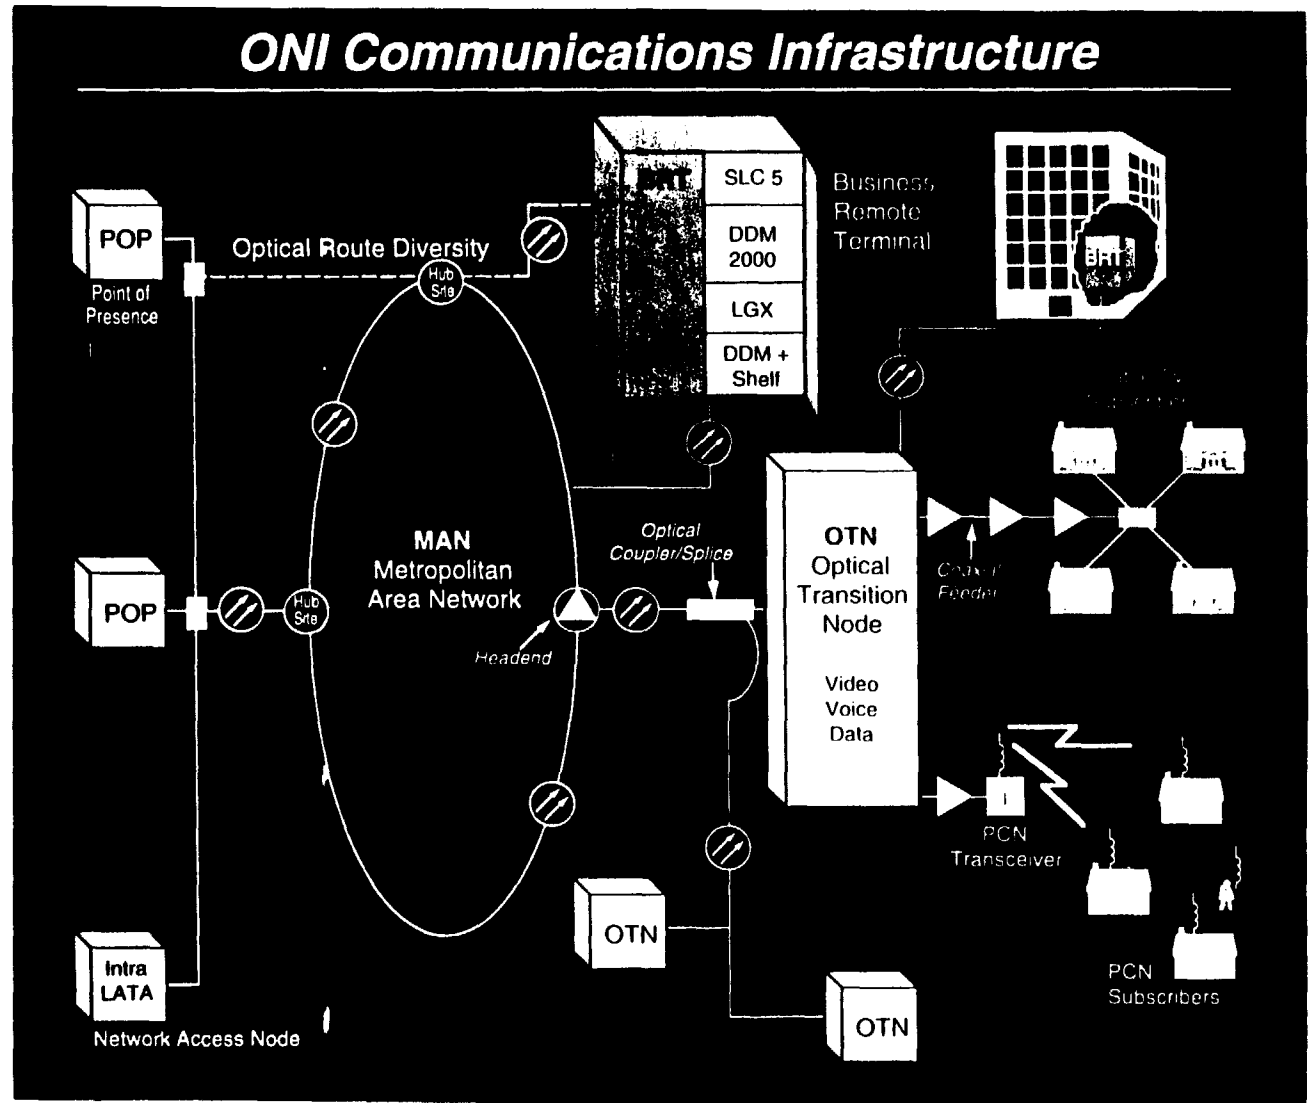 ONI Communications Infrastructure
POP
Point of
Presence
Optical Route Diversity
Hub
Site
BRT
SLC 5
DDM
2000
LGX
DDM +
Shelf
Business
Remote
Terminal
BRT
POP
Hub
Site
MAN
Metropolitan
Area Network
Headend
Optical
Coupler/Splice
OTN
Optical
Transition
Node
Video
Voice
Data
Feeder
PCN
Transceiver
PCN
Subscribers
OTN
OTN
Intra
LATA
Network Access Node